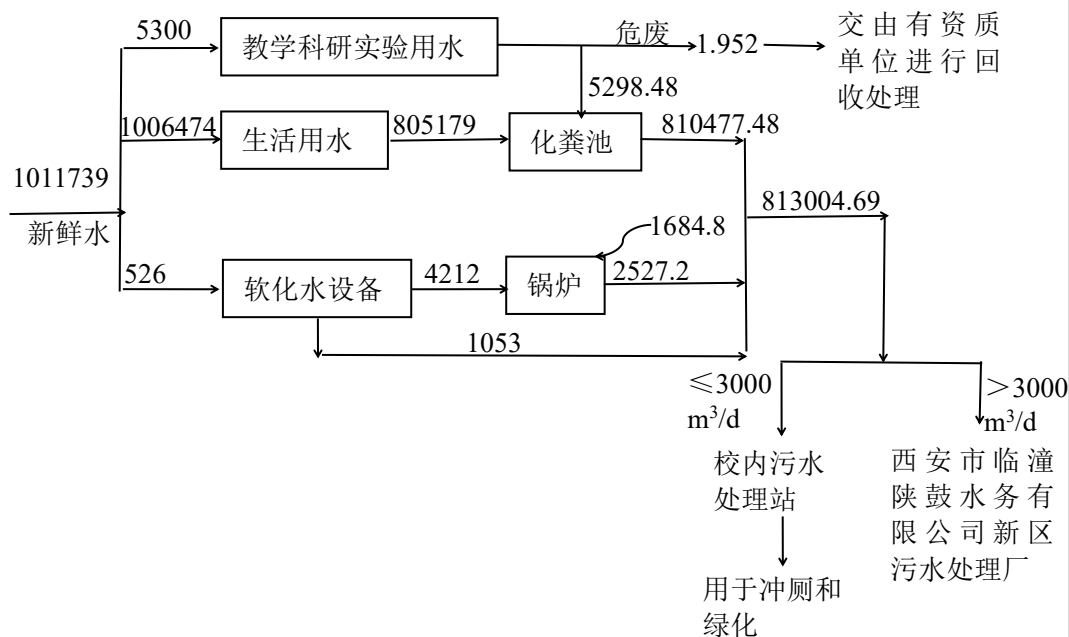 5300
教学科研实验用水
危废
1.952
交由有资质
单位进行回
收处理
5298.48
1006474
生活用水
805179
化粪池
810477.48
1011739
新鲜水
813004.69
1684.8
526
软化水设备
4212
锅炉
2527.2
1053
≤3000
m³/d
>3000
m³/d
校内污水
处理站
西安市临潼
陕鼓水务有
限公司新区
污水处理厂
用于冲厕和
绿化